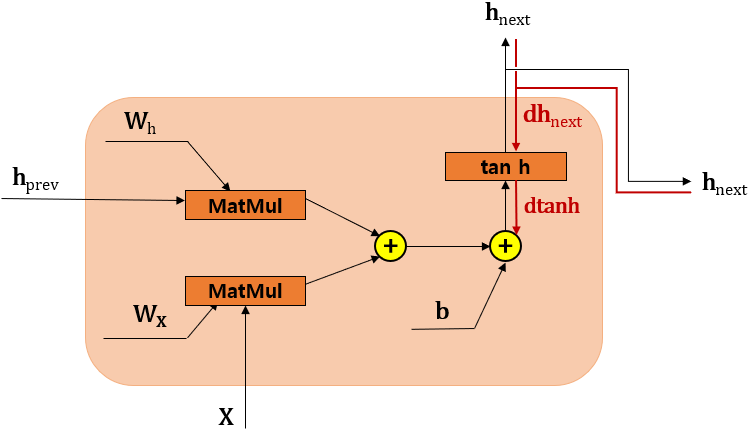 h_next
W_h
dh_next
tan h
h_prev
h_next
MatMul
dtanh
+
+
MatMul
W_X
b
X